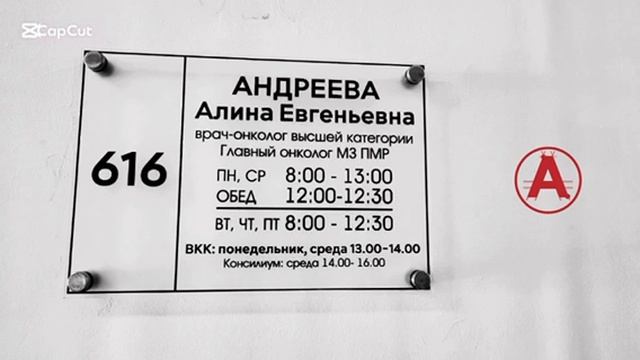 CapCut
616
АНДРЕЕВА
Алина Евгеньевна
врач-онколог высшей категории
Главный онколог МЗ ПМР
ПН, СР 8:00 - 13:00
ОБЕД 12:00-12:30
ВТ, ЧТ, ПТ 8:00 - 12:30
ВКК: понедельник, среда 13.00-14.00
Консилиум: среда 14.00- 16.00
А